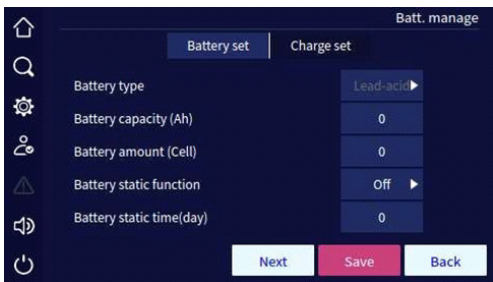 Batt. manage
Battery set Charge set
Battery type Lead-acid
Battery capacity (Ah) 0
Battery amount (Cell) 0
Battery static function Off
Battery static time(day) 0
Next Save Back